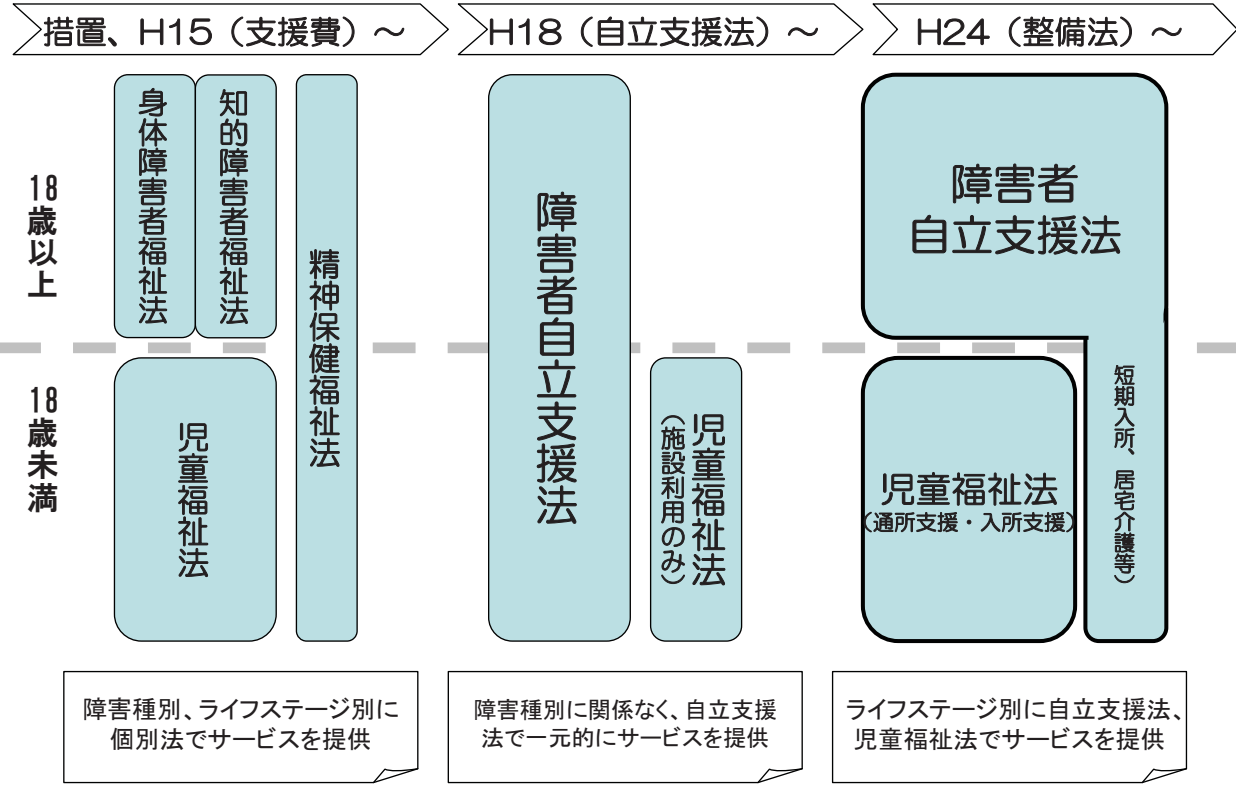 措置、H15（支援費）～
H18（自立支援法）～
H24（整備法）～
18歳以上
18歳未満
身体障害者福祉法
知的障害者福祉法
精神保健福祉法
児童福祉法
障害者自立支援法
児童福祉法
（施設利用のみ）
障害者
自立支援法
児童福祉法
（通所支援・入所支援）
短期入所、居宅介護等）
障害種別、ライフステージ別に
個別法でサービスを提供
障害種別に関係なく、自立支援
法で一元的にサービスを提供
ライフステージ別に自立支援法、
児童福祉法でサービスを提供